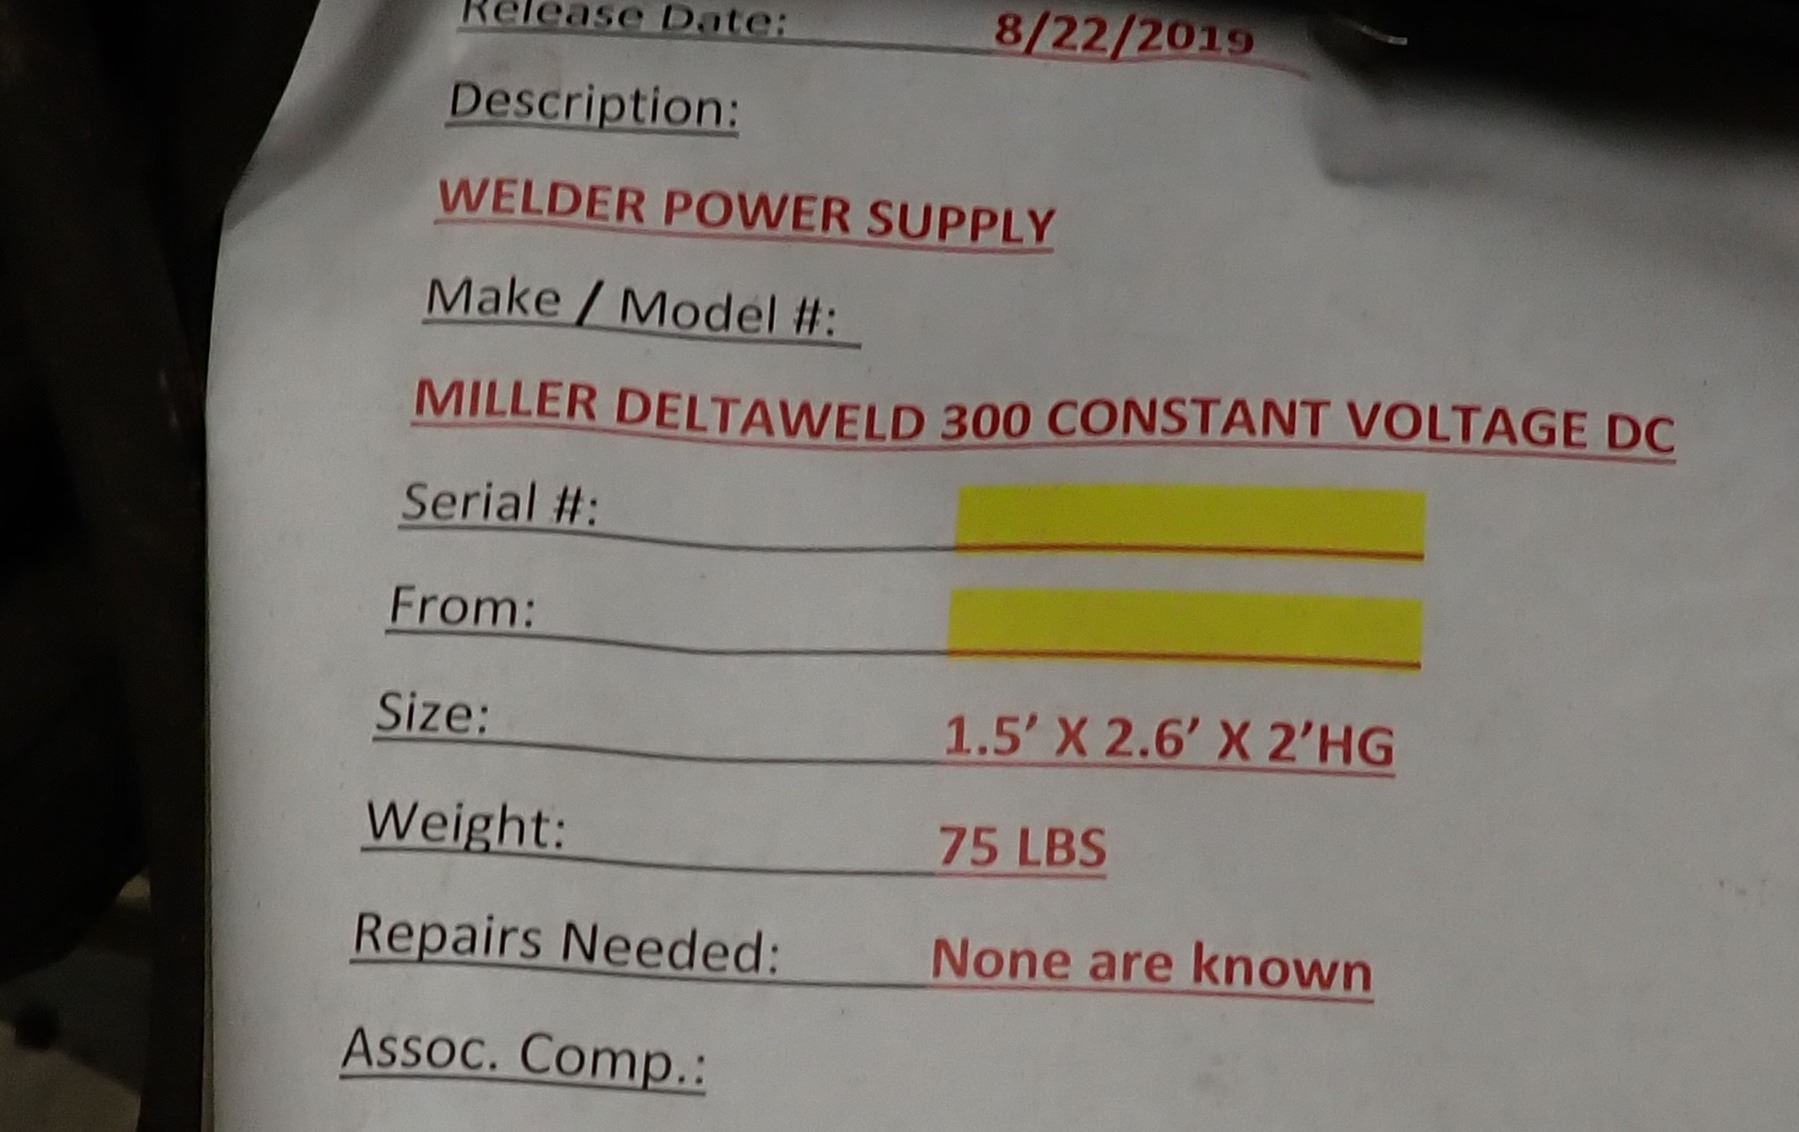 Release Date: 8/22/2019
Description:
WELDER POWER SUPPLY
Make / Model #:
MILLER DELTAWELD 300 CONSTANT VOLTAGE DC
Serial #:
From:
Size: 1.5’ X 2.6’ X 2’HG
Weight: 75 LBS
Repairs Needed: None are known
Assoc. Comp.: